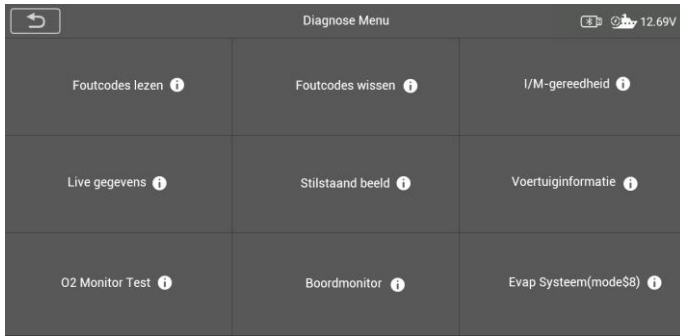 Diagnose Menu 12.69V
Foutcodes lezen Foutcodes wissen I/M-gereedheid
Live gegevens Stilstaand beeld Voertuiginformatie
O2 Monitor Test Boordmonitor Evap Systeem(mode$8)